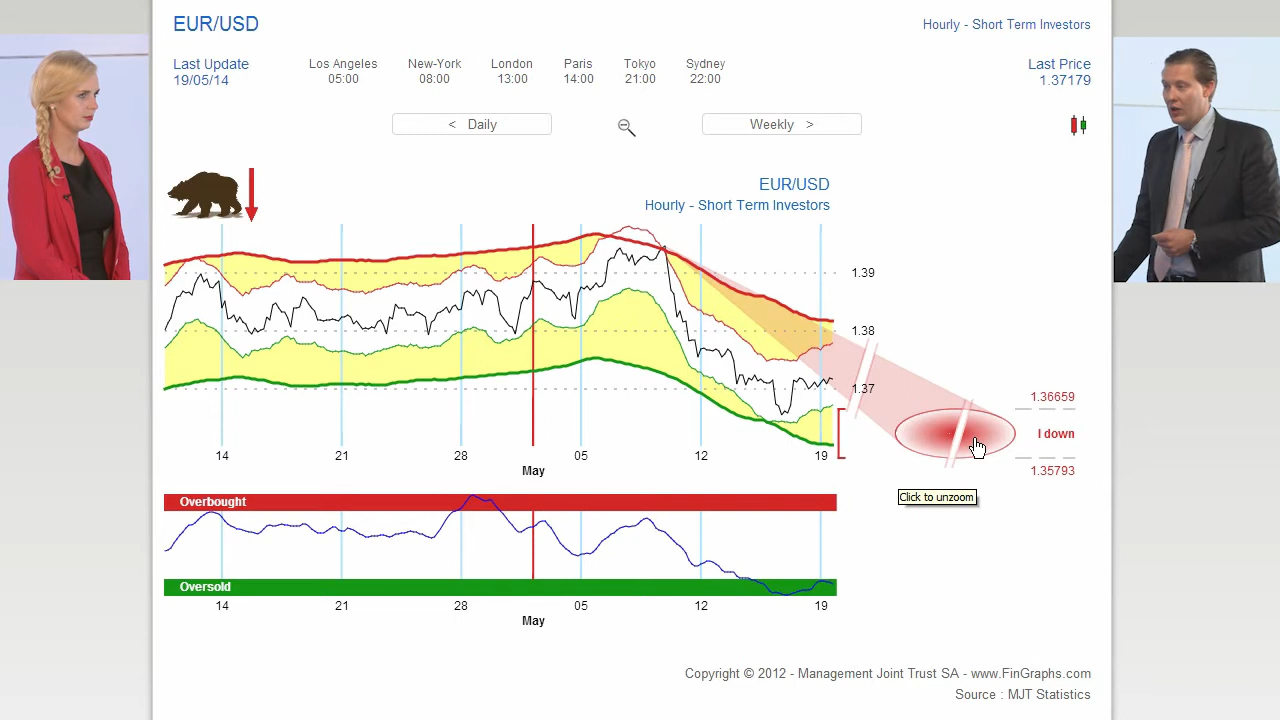 EUR/USD
Hourly - Short Term Investors
Last Update
19/05/14
Los Angeles
05:00
New-York
08:00
London
13:00
Paris
14:00
Tokyo
21:00
Sydney
22:00
Last Price
1.37179
< Daily
Weekly >
EUR/USD
Hourly - Short Term Investors
1.39
1.38
1.37
1.36659
I down
1.35793
14 21 28 05 12 19
May
Click to unzoom
Overbought
Oversold
14 21 28 05 12 19
May
Copyright © 2012 - Management Joint Trust SA - www.FinGraphs.com
Source : MJT Statistics